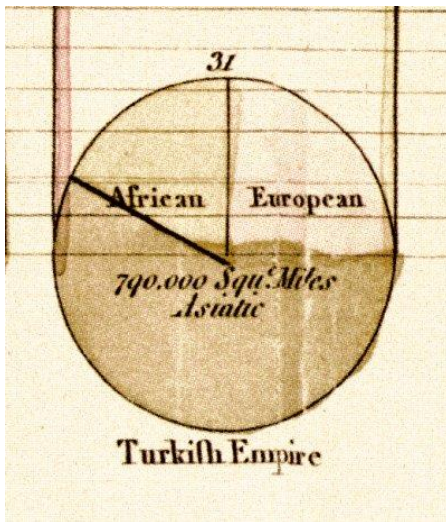 31
African European
790.000 Squ. Miles
Asiatic
Turkiſh Empire